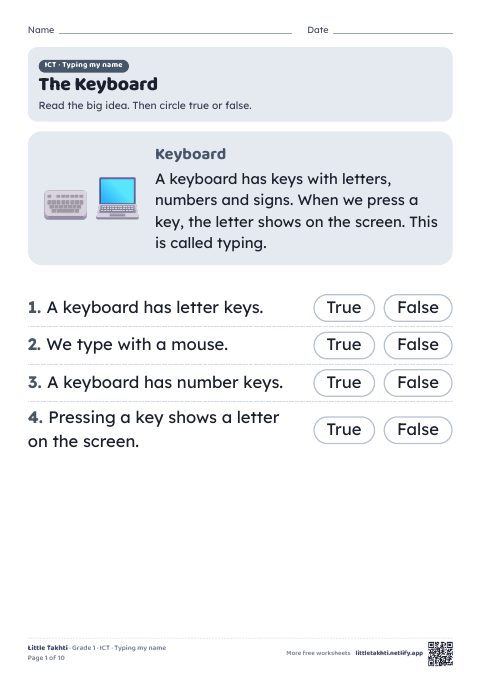 Name Date
ICT · Typing my name
The Keyboard
Read the big idea. Then circle true or false.
Keyboard
A keyboard has keys with letters,
numbers and signs. When we press a
key, the letter shows on the screen. This
is called typing.
1. A keyboard has letter keys. True False
2. We type with a mouse. True False
3. A keyboard has number keys. True False
4. Pressing a key shows a letter
on the screen. True False
Little Takhti · Grade 1 · ICT · Typing my name
Page 1 of 10
More free worksheets · littletakhti.netlify.app